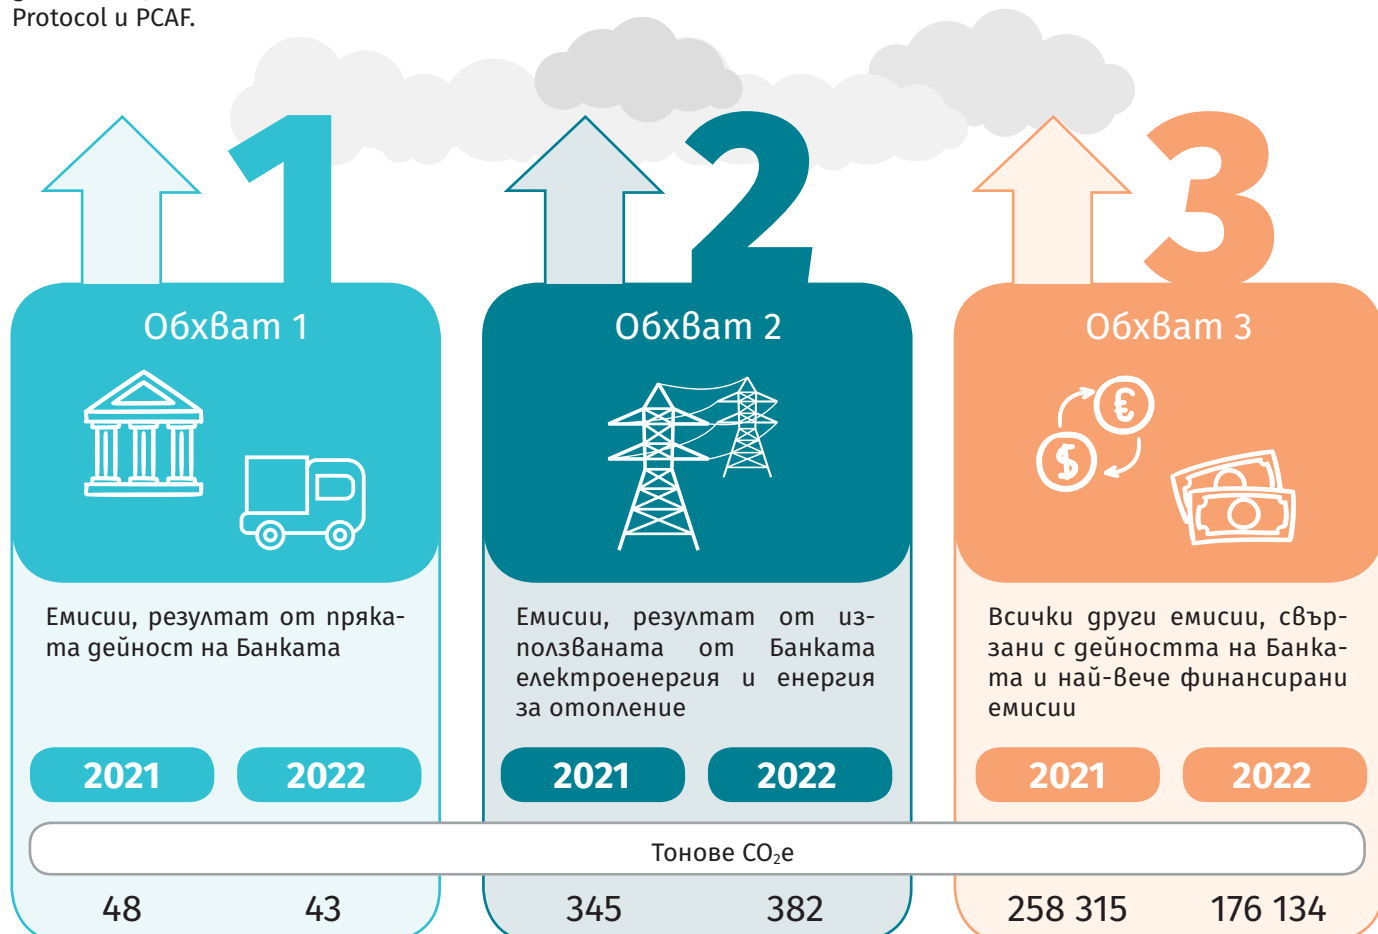 Protocol и PCAF.
1
2
3
Обхват 1
Обхват 2
Обхват 3
Емисии, резултат от пряка-
та дейност на Банката
Емисии, резултат от из-
ползваната от Банката
електроенергия и енергия
за отопление
Всички други емисии, свър-
зани с дейността на Банка-
та и най-вече финансирани
емисии
2021 2022
2021 2022
2021 2022
Тонове CO₂e
48 43
345 382
258 315 176 134